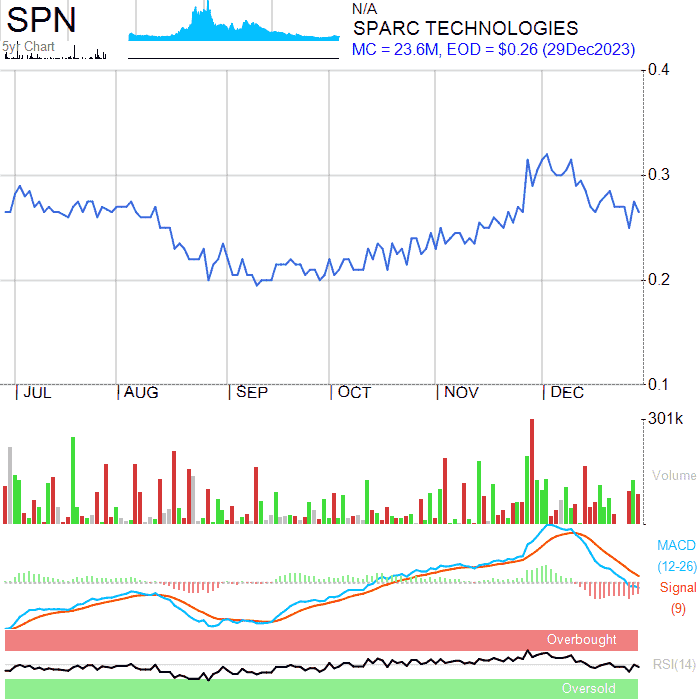 SPN
N/A
SPARC TECHNOLOGIES
5yr Chart
MC = 23.6M, EOD = $0.26 (29Dec2023)
0.4
0.3
0.2
0.1
|JUL |AUG |SEP |OCT |NOV |DEC
301k
Volume
MACD
(12-26)
Signal
(9)
Overbought
RSI(14)
Oversold